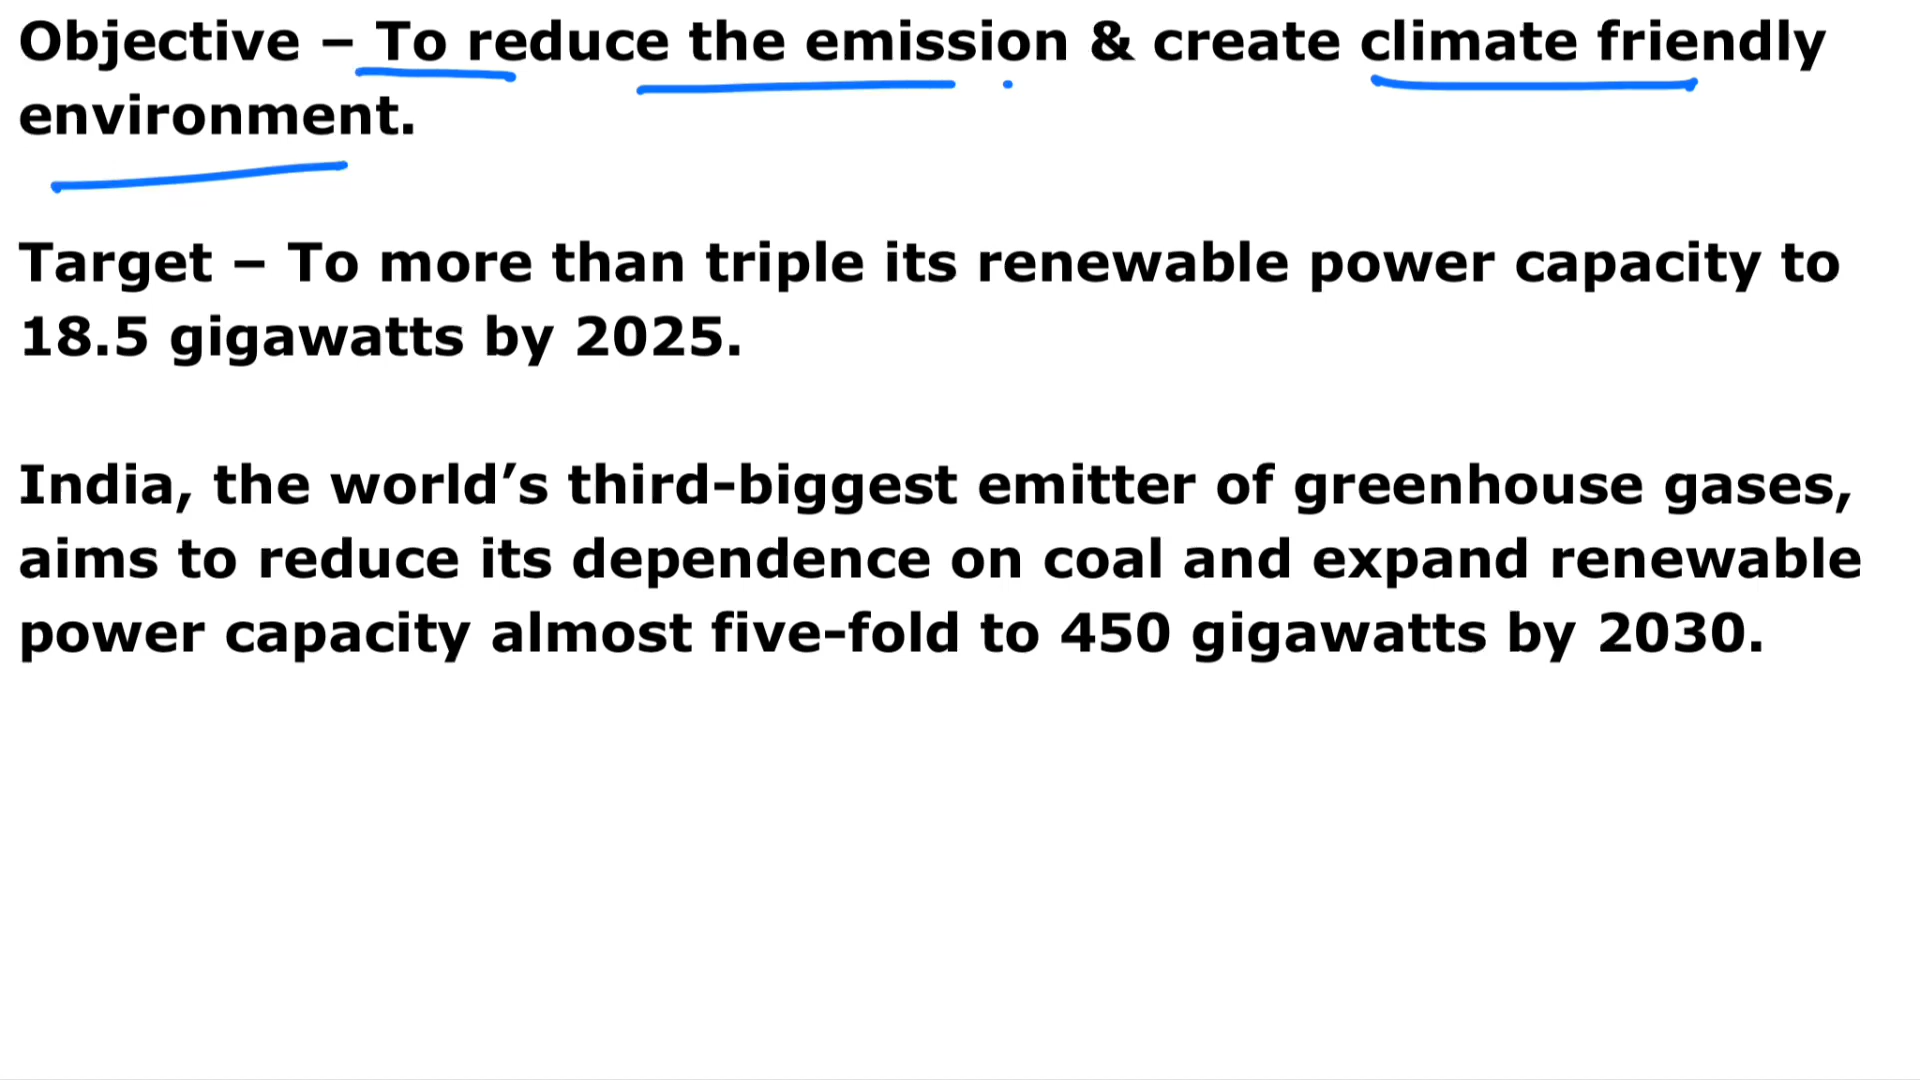 Objective – To reduce the emission & create climate friendly
environment.
Target – To more than triple its renewable power capacity to
18.5 gigawatts by 2025.
India, the world’s third-biggest emitter of greenhouse gases,
aims to reduce its dependence on coal and expand renewable
power capacity almost five-fold to 450 gigawatts by 2030.